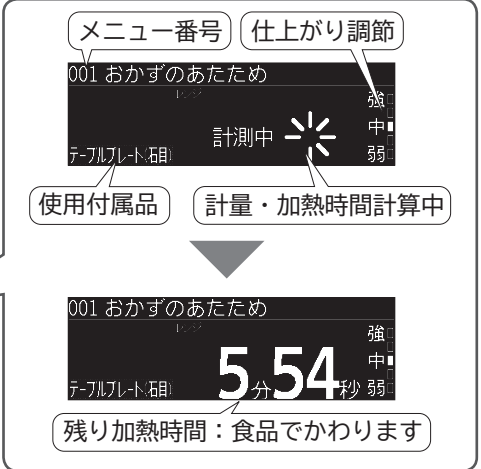 メニュー番号
仕上がり調節
001 おかずのあたため
レンジ
強
計測中
中
テーブルプレート(石目)
弱
使用付属品
計量・加熱時間計算中
001 おかずのあたため
レンジ
強
5分54秒
中
テーブルプレート(石目)
弱
残り加熱時間:食品でかわります